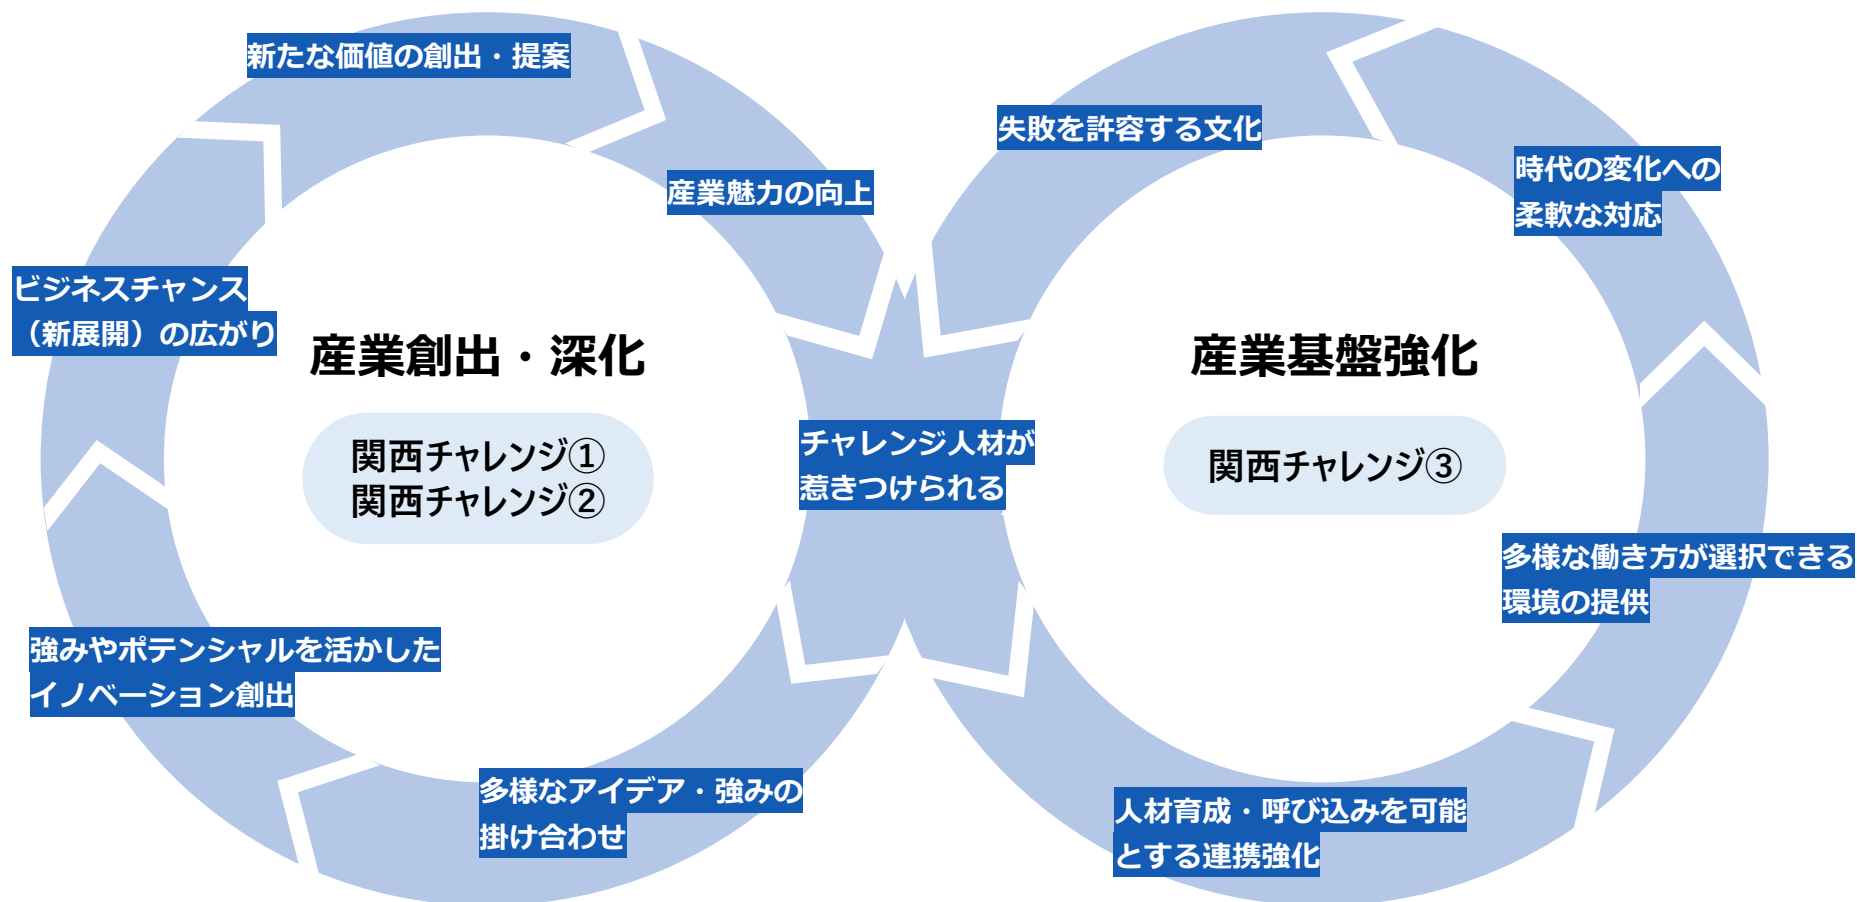 新たな価値の創出・提案
産業魅力の向上
ビジネスチャンス
（新展開）の広がり
産業創出・深化
関西チャレンジ①
関西チャレンジ②
強みやポテンシャルを活かした
イノベーション創出
多様なアイデア・強みの
掛け合わせ
チャレンジ人材が
惹きつけられる
失敗を許容する文化
時代の変化への
柔軟な対応
産業基盤強化
関西チャレンジ③
多様な働き方が選択できる
環境の提供
人材育成・呼び込みを可能
とする連携強化